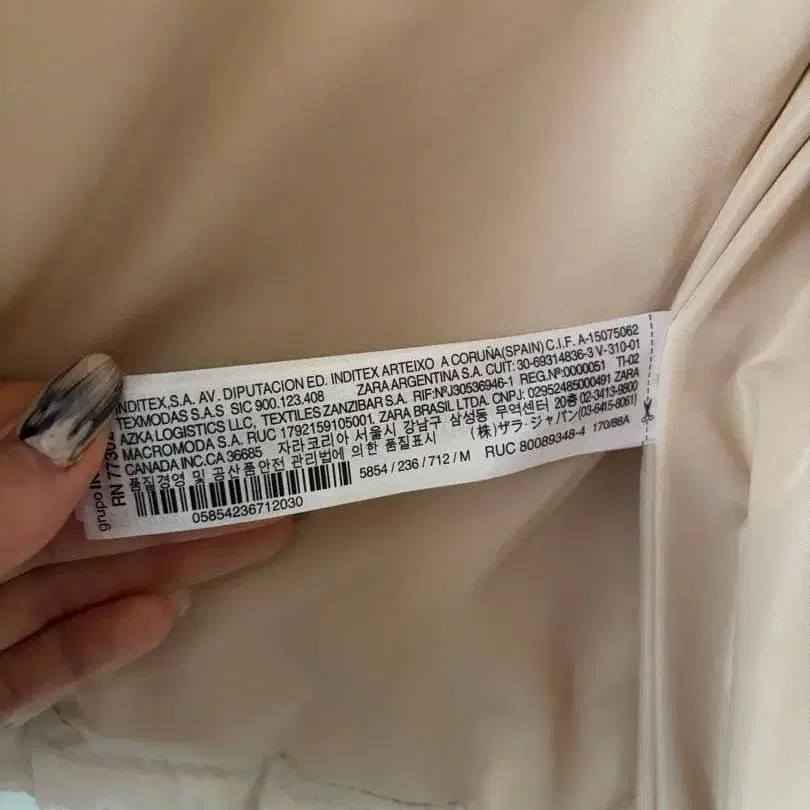 INDITEX,S.A. AV. DIPUTACION ED. INDITEX ARTEIXO A CORUÑA(SPAIN) C.I.F. A-15075062
TEXMODAS S.A.S SIC 900.123.408 ZARA ARGENTINA S.A. CUIT: 30-69314836-3 V-310-01
AZKA LOGISTICS LLC, TEXTILES ZANZIBAR S.A. RIF:NºJ30536946-1 REG.Nº:0000051 TI-02
MACROMODA S.A. RUC 1792159105001. ZARA BRASIL LTDA. CNPJ: 02952485000491 ZARA
CANADA INC.CA 36685 자라코리아 서울시 강남구 삼성동 무역센터 20층 02-3413-9800
품질경영 및 공산품안전 관리법에 의한 품질표시 (株) ザラ・ジャパン(03-6415-8061)
5854 / 236 / 712 / M RUC 80089348-4 170/88A
05854236712030
grupo
RN